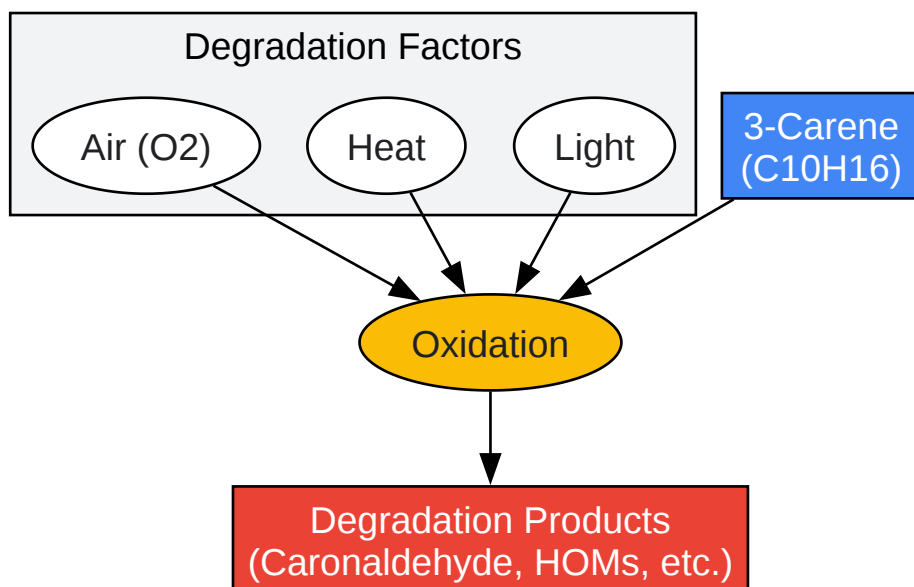 Degradation Factors
Air (O2)
Heat
Light
3-Carene
(C10H16)
Oxidation
Degradation Products
(Caronaldehyde, HOMs, etc.)